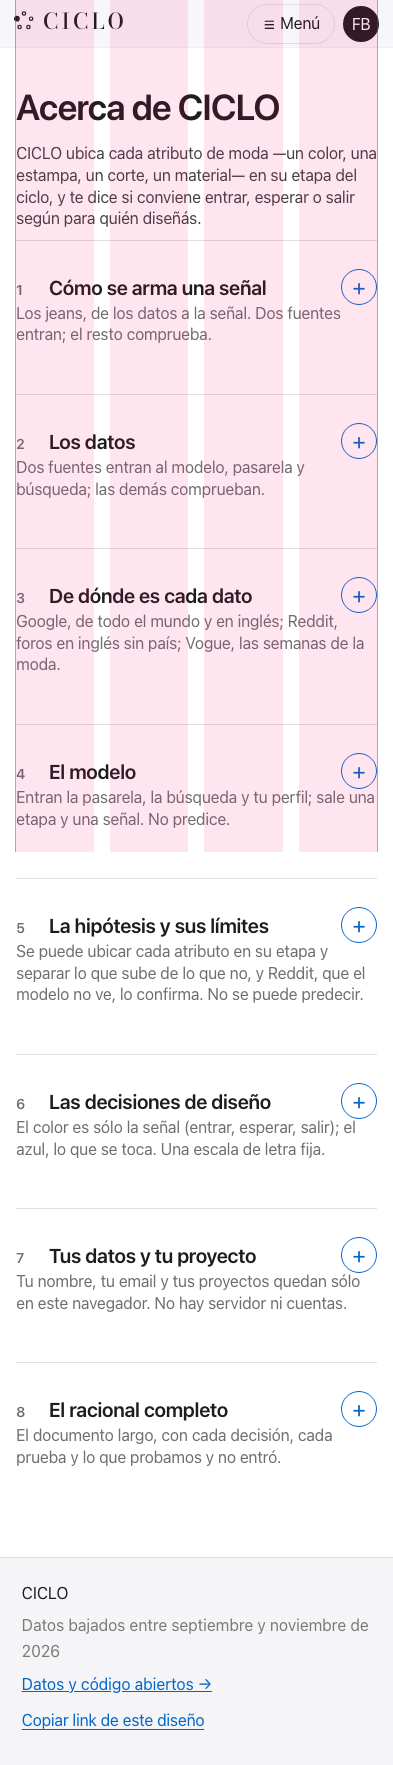 CICLO
≡ Menú
FB
Acerca de CICLO
CICLO ubica cada atributo de moda —un color, una
estampa, un corte, un material— en su etapa del
ciclo, y te dice si conviene entrar, esperar o salir
según para quién diseñás.
1 Cómo se arma una señal +
Los jeans, de los datos a la señal. Dos fuentes
entran; el resto comprueba.
2 Los datos +
Dos fuentes entran al modelo, pasarela y
búsqueda; las demás comprueban.
3 De dónde es cada dato +
Google, de todo el mundo y en inglés; Reddit,
foros en inglés sin país; Vogue, las semanas de la
moda.
4 El modelo +
Entran la pasarela, la búsqueda y tu perfil; sale una
etapa y una señal. No predice.
5 La hipótesis y sus límites +
Se puede ubicar cada atributo en su etapa y
separar lo que sube de lo que no, y Reddit, que el
modelo no ve, lo confirma. No se puede predecir.
6 Las decisiones de diseño +
El color es sólo la señal (entrar, esperar, salir); el
azul, lo que se toca. Una escala de letra fija.
7 Tus datos y tu proyecto +
Tu nombre, tu email y tus proyectos quedan sólo
en este navegador. No hay servidor ni cuentas.
8 El racional completo +
El documento largo, con cada decisión, cada
prueba y lo que probamos y no entró.
CICLO
Datos bajados entre septiembre y noviembre de
2026
Datos y código abiertos →
Copiar link de este diseño